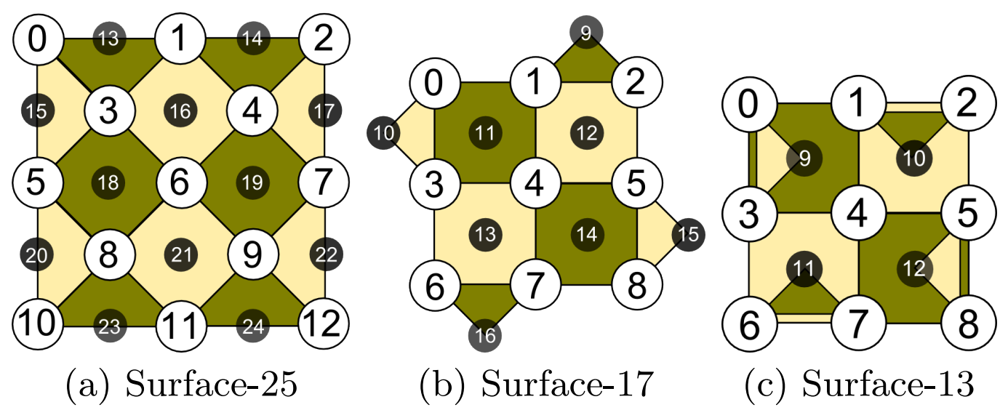 0 13 1 14 2
15 3 16 4 17
5 18 6 19 7
20 8 21 9 22
10 23 11 24 12
(a) Surface-25
9
0 1 2
10 11 12
3 4 5
13 14 15
6 7 8
16
(b) Surface-17
0 1 2
9 10
3 4 5
11 12
6 7 8
(c) Surface-13